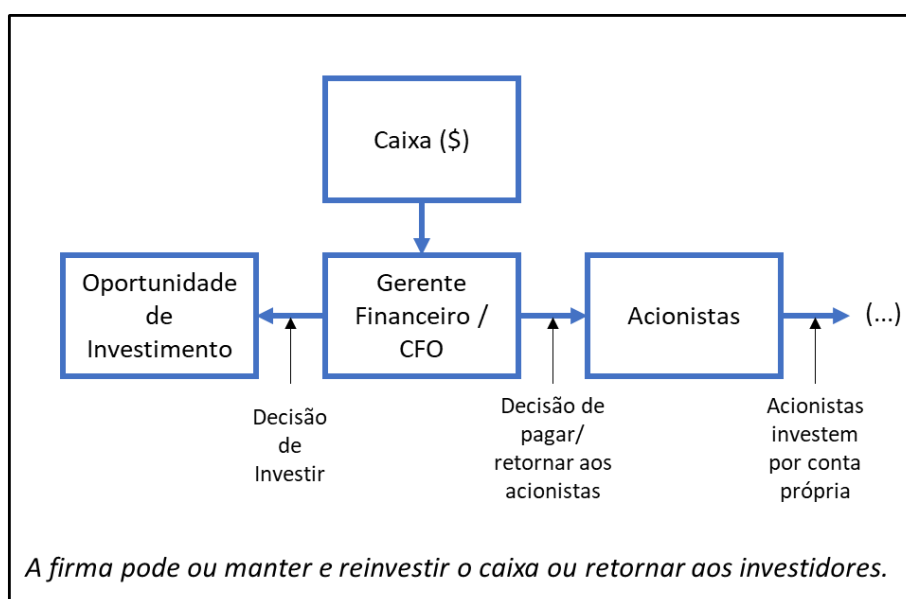 Caixa ($)
Oportunidade
de
Investimento
Gerente
Financeiro /
CFO
Acionistas
(...)
Decisão
de
Investir
Decisão de
pagar/
retornar aos
acionistas
Acionistas
investem
por conta
própria
A firma pode ou manter e reinvestir o caixa ou retornar aos investidores.